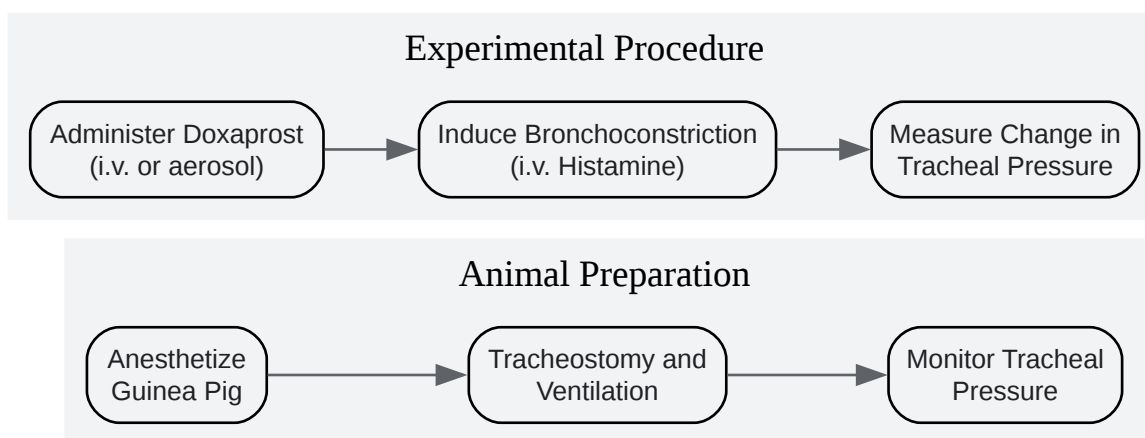 Experimental Procedure
Administer Doxaprost
(i.v. or aerosol)
Induce Bronchoconstriction
(i.v. Histamine)
Measure Change in
Tracheal Pressure
Animal Preparation
Anesthetize
Guinea Pig
Tracheostomy and
Ventilation
Monitor Tracheal
Pressure